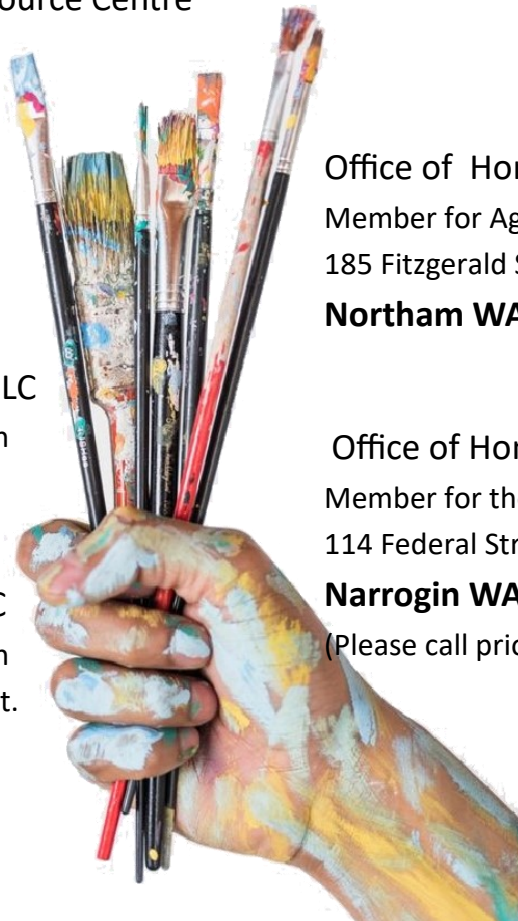 ource Centre
Office of Hon
Member for Ag
185 Fitzgerald S
Northam WA
LC
n
Office of Hon
Member for th
114 Federal Str
Narrogin WA
(Please call pric
C
n
t.